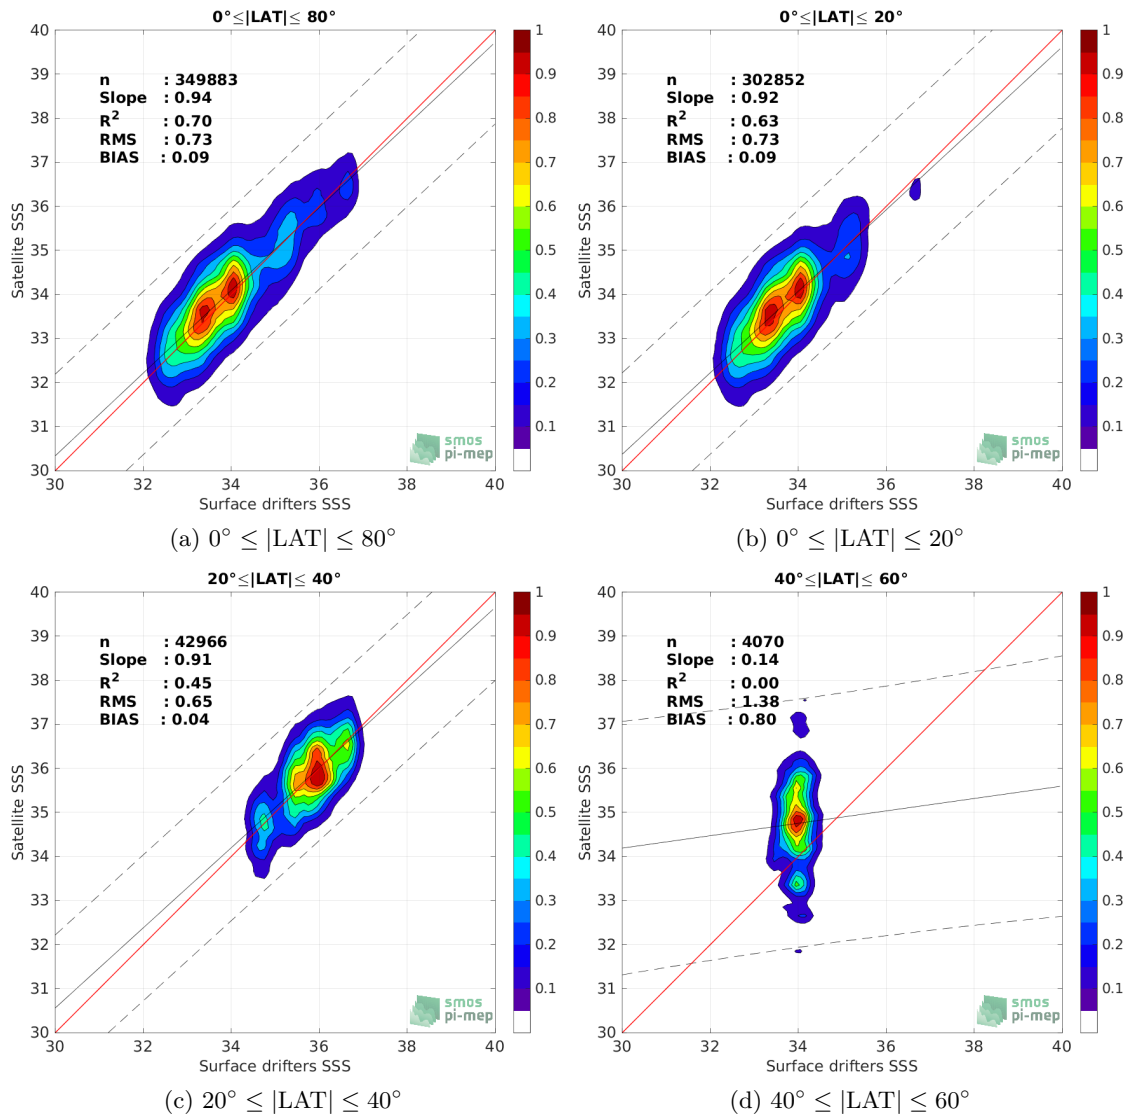 0°≤|LAT|≤ 80°
n : 349883
Slope : 0.94
R² : 0.70
RMS : 0.73
BIAS : 0.09
40
39
38
37
36
35
34
33
32
31
30
30 32 34 36 38 40
Satellite SSS
Surface drifters SSS
1
0.9
0.8
0.7
0.6
0.5
0.4
0.3
0.2
0.1
smos
pi-mep
(a) 0° ≤ |LAT| ≤ 80°
0°≤|LAT|≤ 20°
n : 302852
Slope : 0.92
R² : 0.63
RMS : 0.73
BIAS : 0.09
40
39
38
37
36
35
34
33
32
31
30
30 32 34 36 38 40
Satellite SSS
Surface drifters SSS
1
0.9
0.8
0.7
0.6
0.5
0.4
0.3
0.2
0.1
smos
pi-mep
(b) 0° ≤ |LAT| ≤ 20°
20°≤|LAT|≤ 40°
n : 42966
Slope : 0.91
R² : 0.45
RMS : 0.65
BIAS : 0.04
40
39
38
37
36
35
34
33
32
31
30
30 32 34 36 38 40
Satellite SSS
Surface drifters SSS
1
0.9
0.8
0.7
0.6
0.5
0.4
0.3
0.2
0.1
smos
pi-mep
(c) 20° ≤ |LAT| ≤ 40°
40°≤|LAT|≤ 60°
n : 4070
Slope : 0.14
R² : 0.00
RMS : 1.38
BIAS : 0.80
40
39
38
37
36
35
34
33
32
31
30
30 32 34 36 38 40
Satellite SSS
Surface drifters SSS
1
0.9
0.8
0.7
0.6
0.5
0.4
0.3
0.2
0.1
smos
pi-mep
(d) 40° ≤ |LAT| ≤ 60°